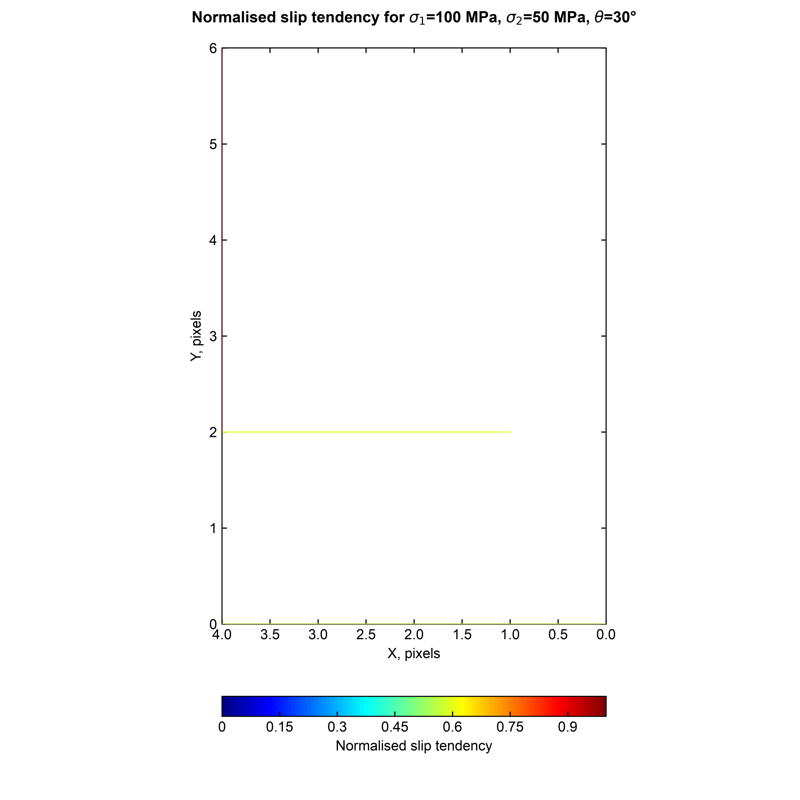 Normalised slip tendency for σ₁=100 MPa, σ₂=50 MPa, θ=30°
6
5
4
3
2
1
0
Y, pixels
4.0 3.5 3.0 2.5 2.0 1.5 1.0 0.5 0.0
X, pixels
0 0.15 0.3 0.45 0.6 0.75 0.9
Normalised slip tendency